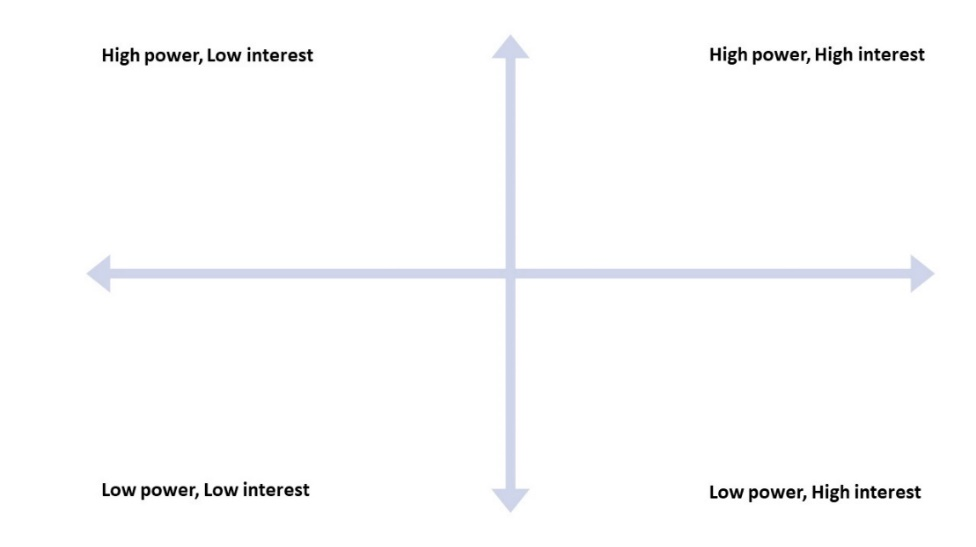 High power, Low interest
High power, High interest
Low power, Low interest
Low power, High interest